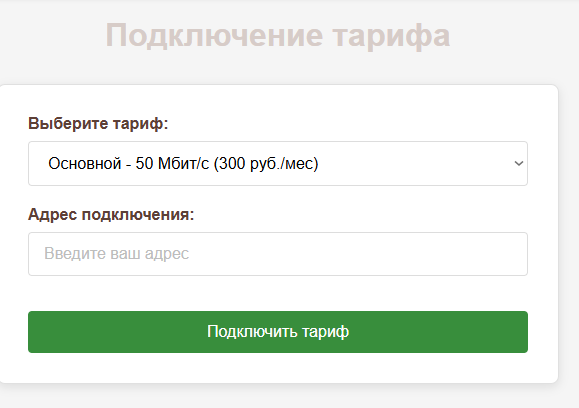 Подключение тарифа
Выберите тариф:
Основной - 50 Мбит/с (300 руб./мес)
Адрес подключения:
Введите ваш адрес
Подключить тариф